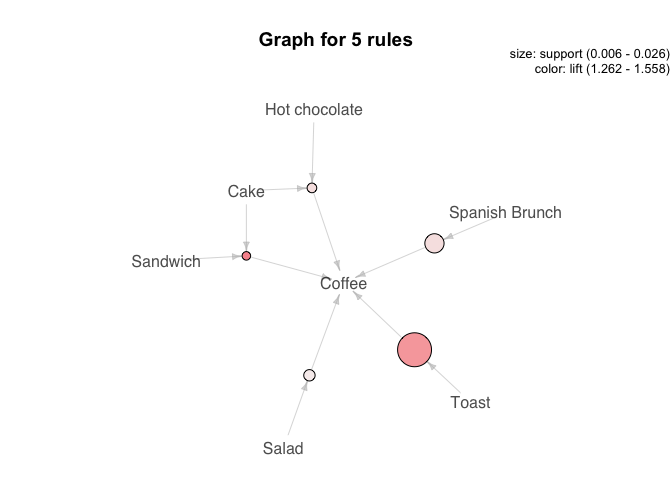 Graph for 5 rules
size: support (0.006 - 0.026)
color: lift (1.262 - 1.558)
Hot chocolate
Cake
Spanish Brunch
Sandwich
Coffee
Toast
Salad